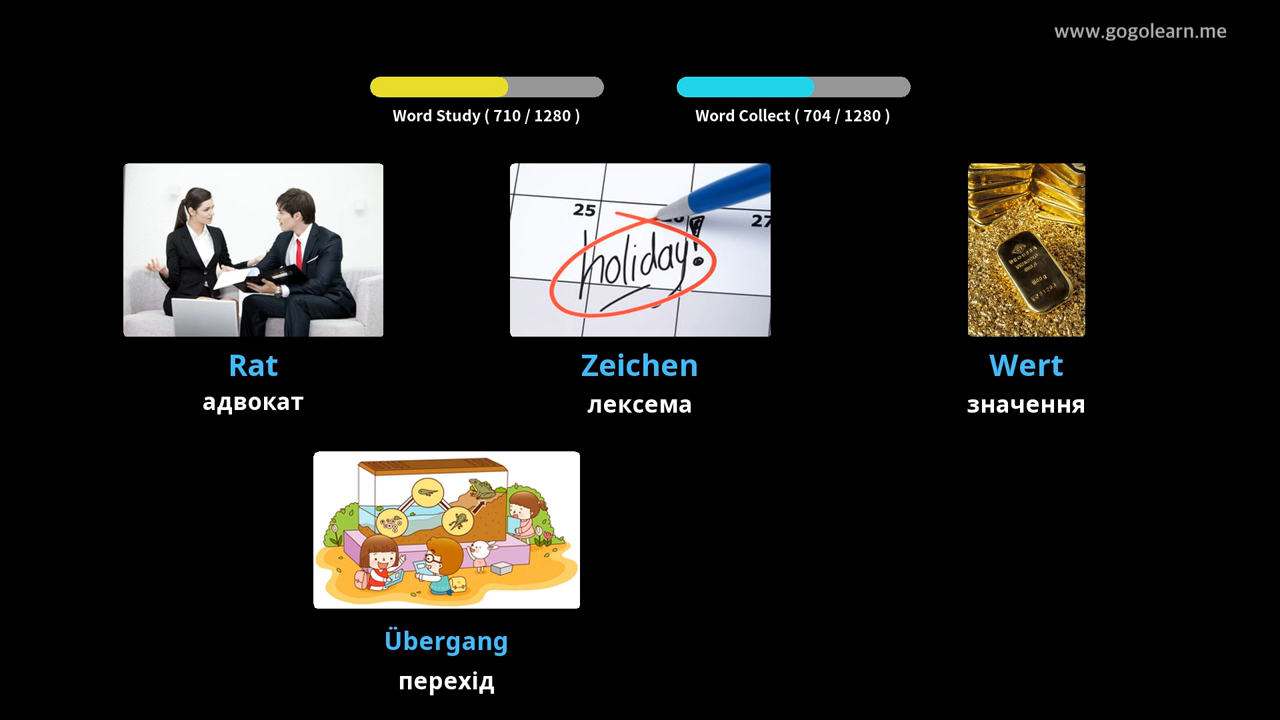 www.gogolearn.me
Word Study ( 710 / 1280 )
Word Collect ( 704 / 1280 )
25
27
holiday!
Rat
адвокат
Zeichen
лексема
Wert
значення
Übergang
перехід